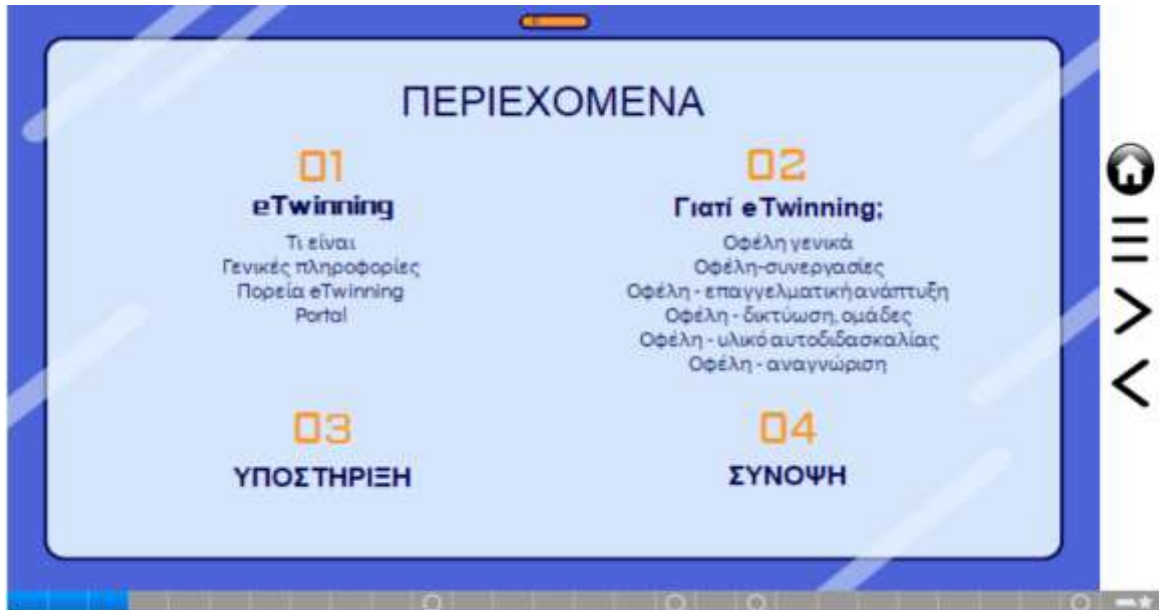 ΠΕΡΙΕΧΟΜΕΝΑ
01
eTwinning
Τι είναι
Γενικές πληροφορίες
Πορεία eTwinning
Portal
02
Γιατί eTwinning;
Οφέλη γενικά
Οφέλη-συνεργασίες
Οφέλη - επαγγελματική ανάπτυξη
Οφέλη - δικτύωση, ομάδες
Οφέλη - υλικό αυτοδιδασκαλίας
Οφέλη - αναγνώριση
03
ΥΠΟΣΤΗΡΙΞΗ
04
ΣΥΝΟΨΗ